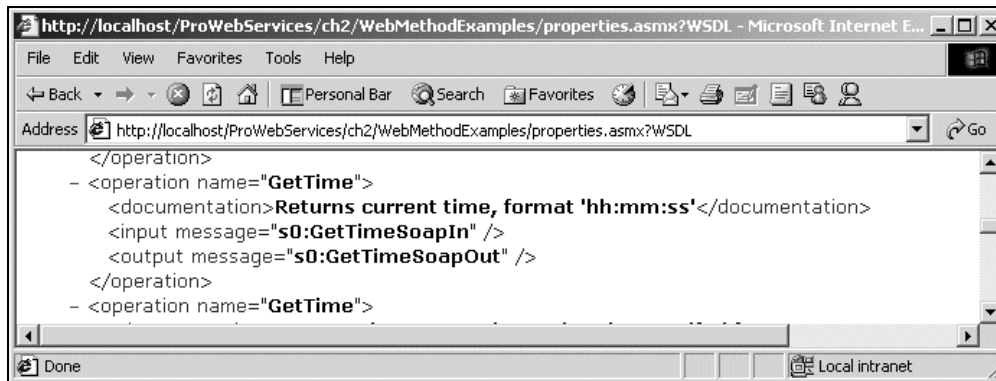 http://localhost/ProWebServices/ch2/WebMethodExamples/properties.asmx?WSDL - Microsoft Internet E...
File Edit View Favorites Tools Help
Back Personal Bar Search Favorites
Address http://localhost/ProWebServices/ch2/WebMethodExamples/properties.asmx?WSDL Go
</operation>
– <operation name="GetTime">
<documentation>Returns current time, format 'hh:mm:ss'</documentation>
<input message="s0:GetTimeSoapIn" />
<output message="s0:GetTimeSoapOut" />
</operation>
– <operation name="GetTime">
Done Local intranet